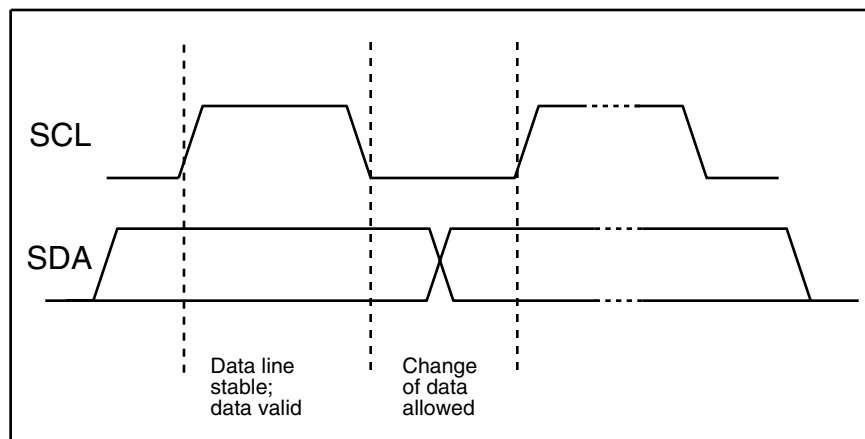 SCL
SDA
Data line
stable;
data valid
Change
of data
allowed